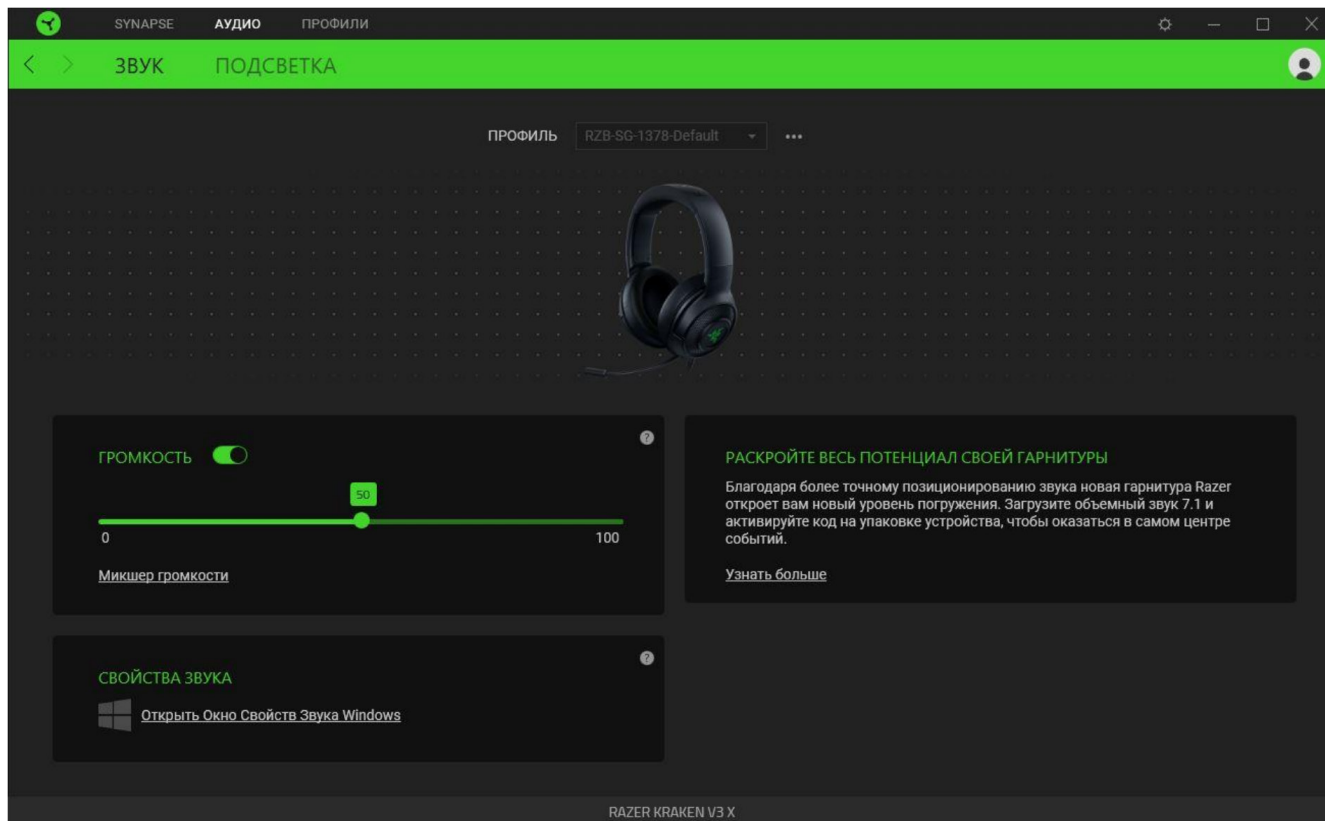 SYNAPSE АУДИО ПРОФИЛИ
ЗВУК ПОДСВЕТКА
ПРОФИЛЬ RZB-SG-1378-Default
ГРОМКОСТЬ
50
0 100
Микшер громкости
РАСКРОЙТЕ ВЕСЬ ПОТЕНЦИАЛ СВОЕЙ ГАРНИТУРЫ
Благодаря более точному позиционированию звука новая гарнитура Razer
откроет вам новый уровень погружения. Загрузите объемный звук 7.1 и
активируйте код на упаковке устройства, чтобы оказаться в самом центре
событий.
Узнать больше
СВОЙСТВА ЗВУКА
Открыть Окно Свойств Звука Windows
RAZER KRAKEN V3 X